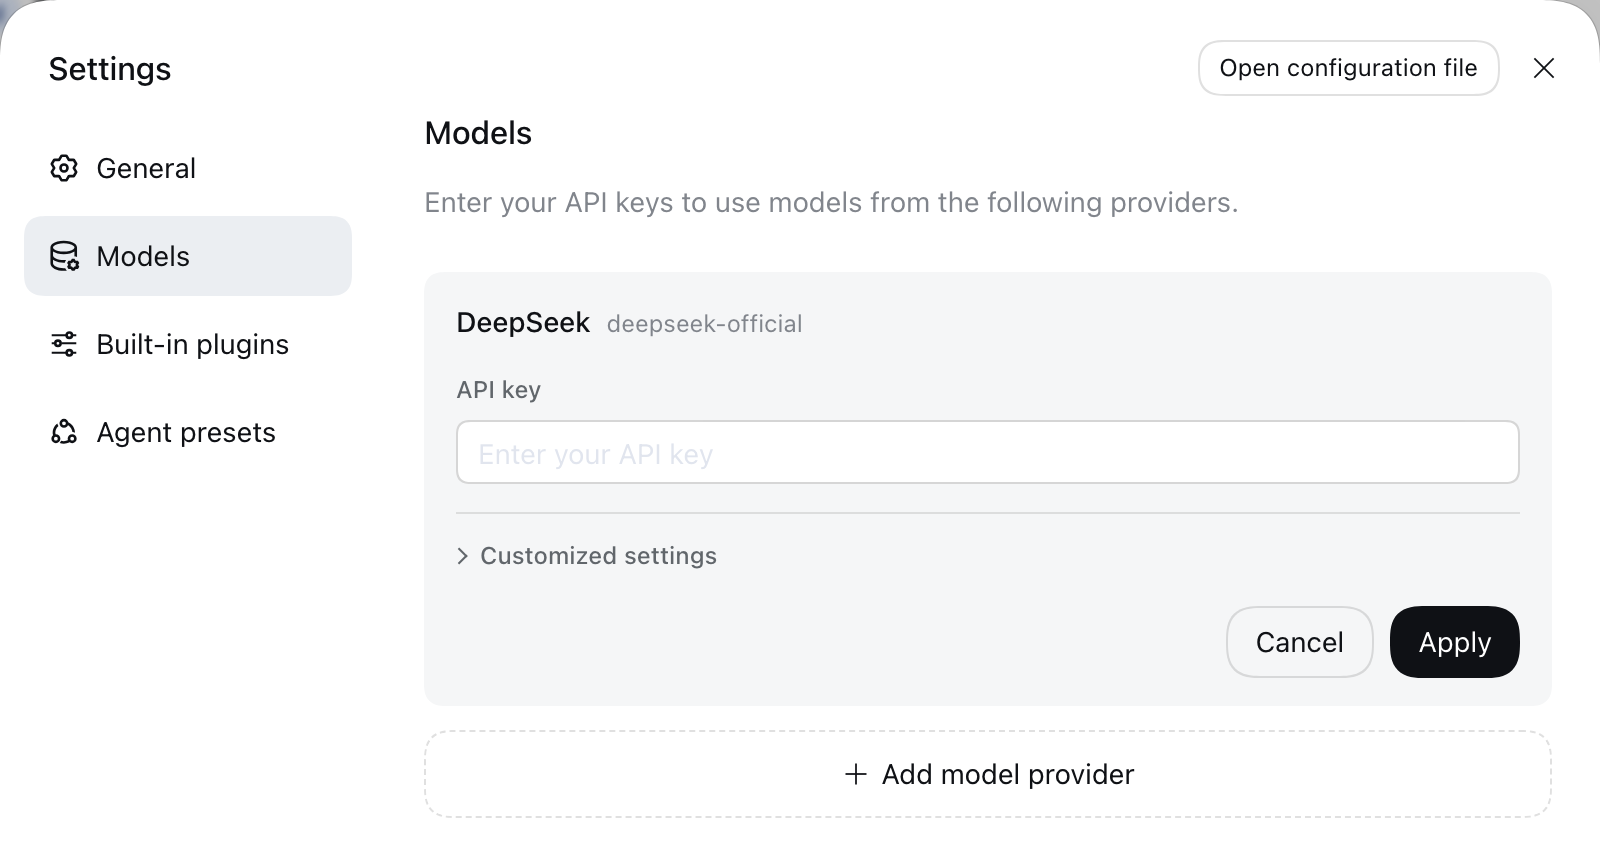 Settings
Open configuration file
General
Models
Built-in plugins
Agent presets
Models
Enter your API keys to use models from the following providers.
DeepSeek deepseek-official
API key
Enter your API key
Customized settings
Cancel
Apply
Add model provider